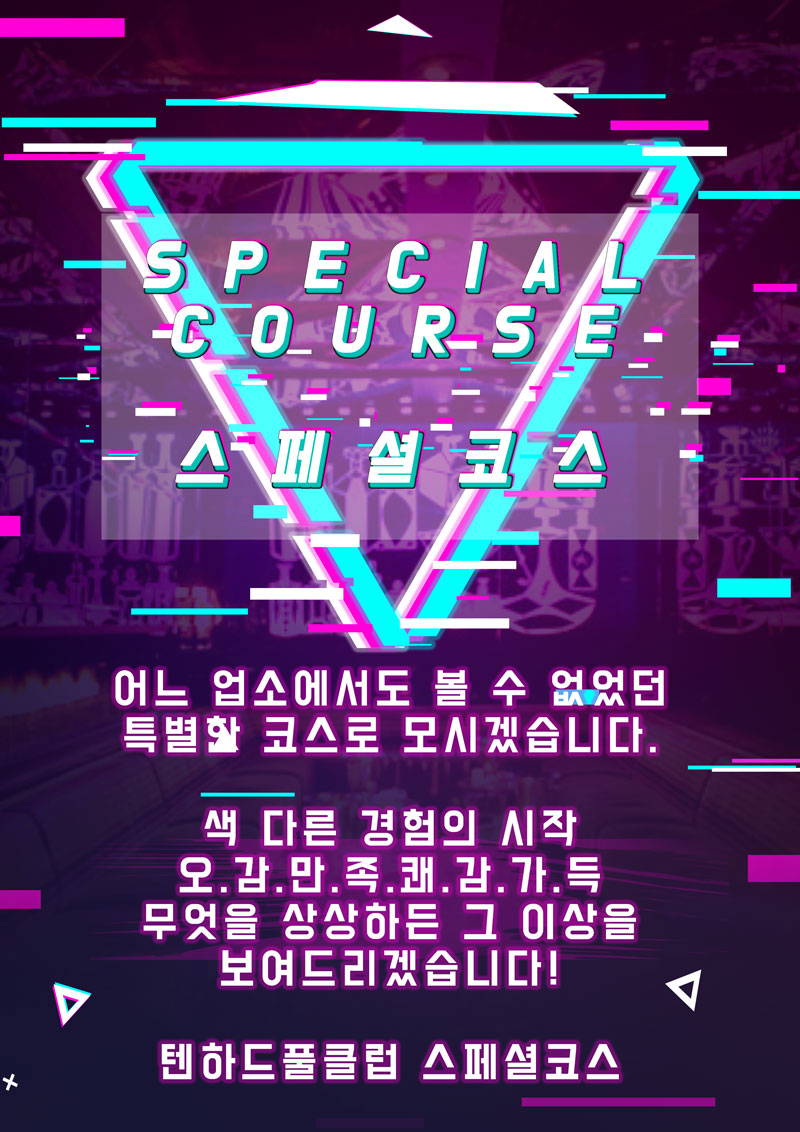 SPECIAL
COURSE
스페셜코스
어느 업소에서도 볼 수 없었던
특별한 코스로 모시겠습니다.
색 다른 경험의 시작
오.감.만.족.쾌.감.가.득
무엇을 상상하든 그 이상을
보여드리겠습니다!
텐하드풀클럽 스페셜코스